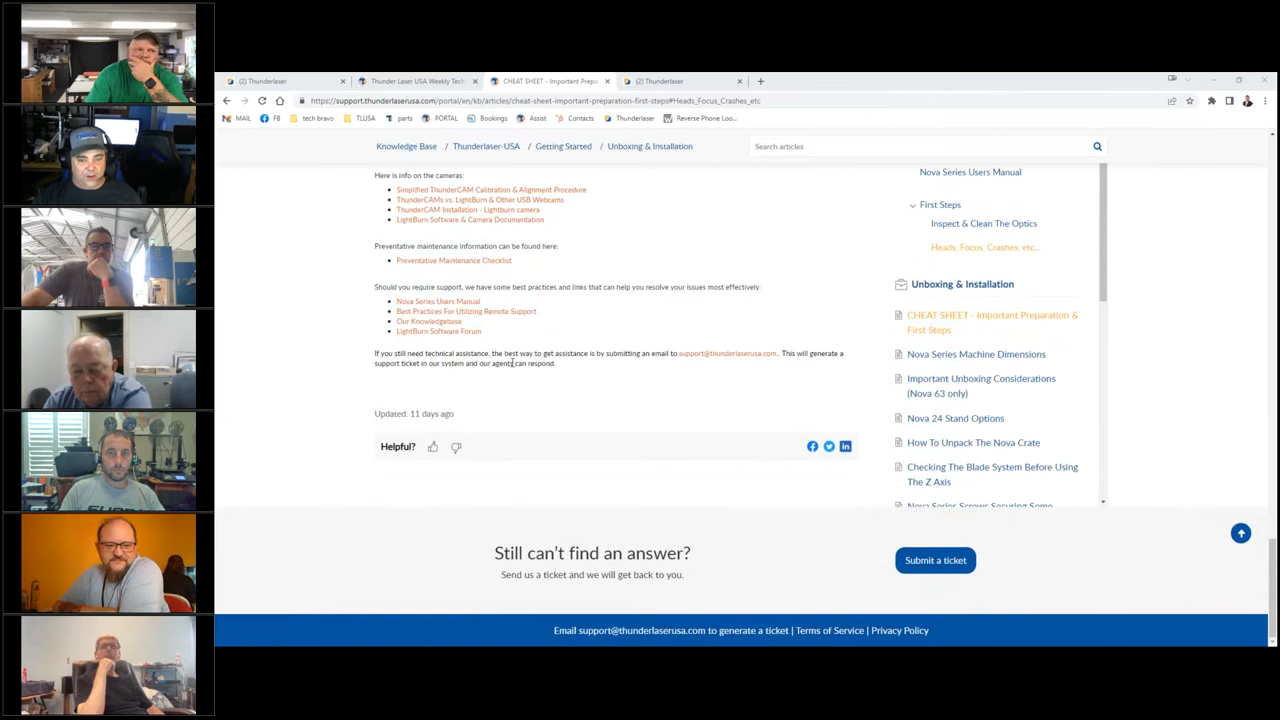 (2) Thunderlaser
Thunder Laser USA Weekly Tech
CHEAT SHEET - Important Prepa
(2) Thunderlaser
https://support.thunderlaserusa.com/portal/en/kb/articles/cheat-sheet-important-preparation-first-steps#Heads_Focus_Crashes_etc
MAIL
FB
tech bravo
TLUSA
parts
PORTAL
Bookings
Assist
Contacts
Thunderlaser
Reverse Phone Loo...
Knowledge Base / Thunderlaser-USA / Getting Started / Unboxing & Installation
Search articles
Here is info on the cameras:
Simplified ThunderCAM Calibration & Alignment Procedure
ThunderCAMs vs. LightBurn & Other USB Webcams
ThunderCAM Installation - Lightburn camera
LightBurn Software & Camera Documentation
Preventative maintenance information can be found here:
Preventative Maintenance Checklist
Should you require support, we have some best practices and links that can help you resolve your issues most effectively:
Nova Series Users Manual
Best Practices For Utilizing Remote Support
Our Knowledgebase
LightBurn Software Forum
If you still need technical assistance, the best way to get assistance is by submitting an email to support@thunderlaserusa.com.. This will generate a
support ticket in our system and our agents can respond.
Updated: 11 days ago
Helpful?
Nova Series Users Manual
First Steps
Inspect & Clean The Optics
Heads, Focus, Crashes, etc...
Unboxing & Installation
CHEAT SHEET - Important Preparation &
First Steps
Nova Series Machine Dimensions
Important Unboxing Considerations
(Nova 63 only)
Nova 24 Stand Options
How To Unpack The Nova Crate
Checking The Blade System Before Using
The Z Axis
Nova Series Screws Securing Some
Still can't find an answer?
Send us a ticket and we will get back to you.
Submit a ticket
Email support@thunderlaserusa.com to generate a ticket | Terms of Service | Privacy Policy